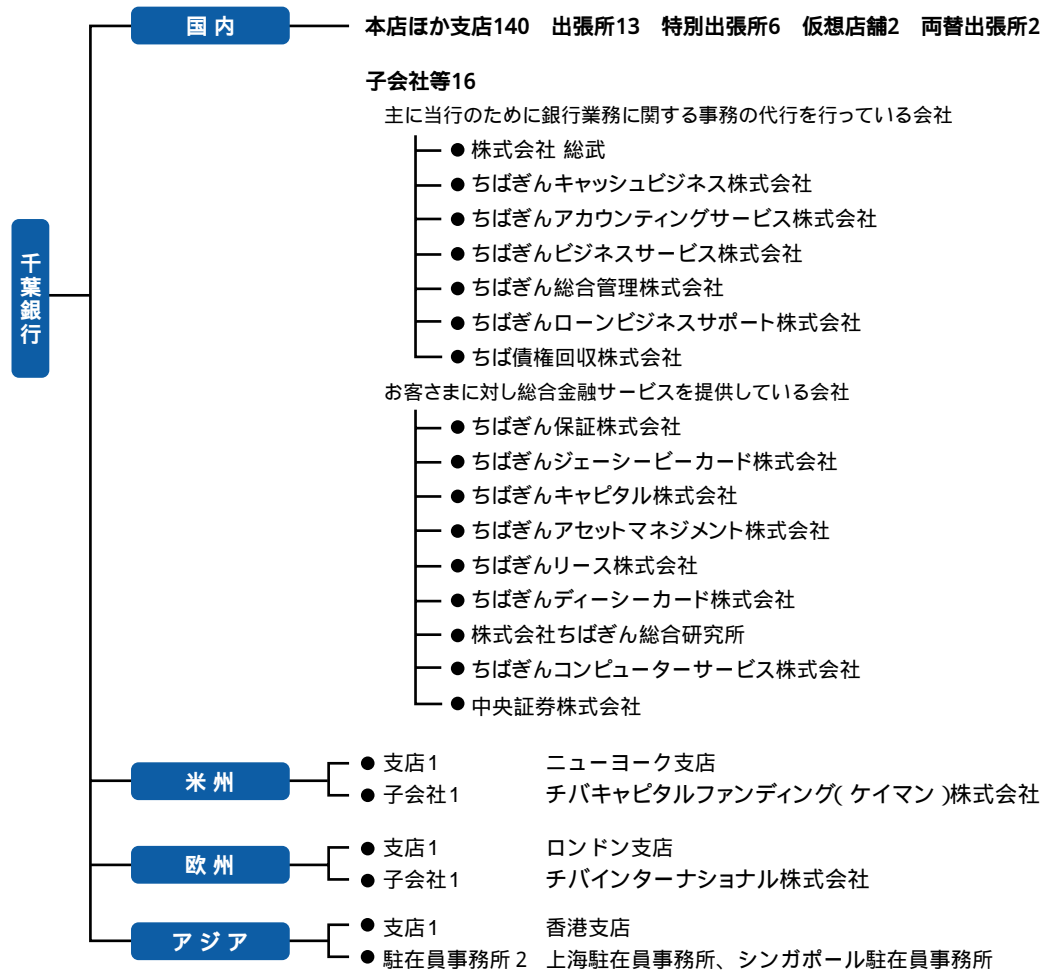 千葉銀行
国内
本店ほか支店140 出張所13 特別出張所6 仮想店舗2 両替出張所2
子会社等16
主に当行のために銀行業務に関する事務の代行を行っている会社
● 株式会社 総武
● ちばぎんキャッシュビジネス株式会社
● ちばぎんアカウンティングサービス株式会社
● ちばぎんビジネスサービス株式会社
● ちばぎん総合管理株式会社
● ちばぎんローンビジネスサポート株式会社
● ちば債権回収株式会社
お客さまに対し総合金融サービスを提供している会社
● ちばぎん保証株式会社
● ちばぎんジェーシービーカード株式会社
● ちばぎんキャピタル株式会社
● ちばぎんアセットマネジメント株式会社
● ちばぎんリース株式会社
● ちばぎんディーシーカード株式会社
● 株式会社ちばぎん総合研究所
● ちばぎんコンピューターサービス株式会社
● 中央証券株式会社
米州
● 支店1 ニューヨーク支店
● 子会社1 チバキャピタルファンディング(ケイマン)株式会社
欧州
● 支店1 ロンドン支店
● 子会社1 チバインターナショナル株式会社
アジア
● 支店1 香港支店
● 駐在員事務所2 上海駐在員事務所、シンガポール駐在員事務所